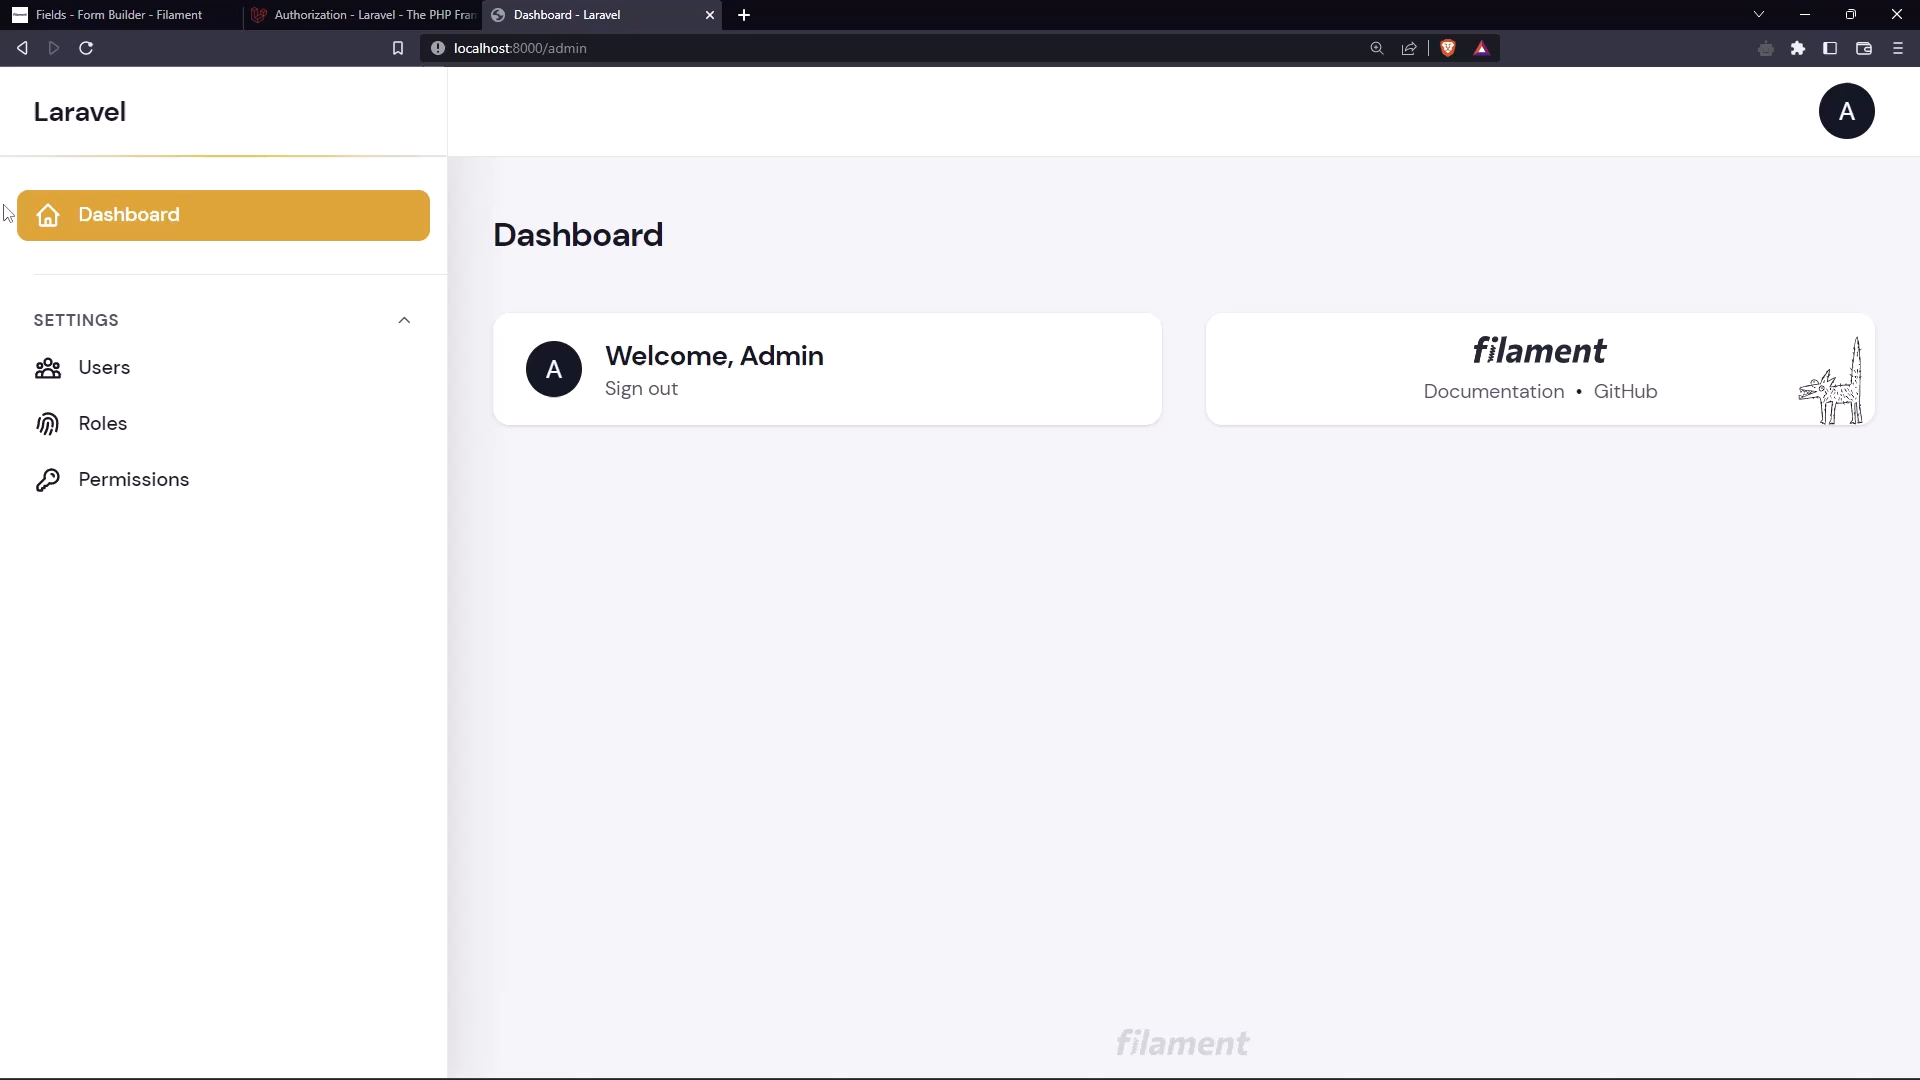 Fields - Form Builder - Filament
Authorization - Laravel - The PHP Fran
Dashboard - Laravel
localhost:8000/admin
Laravel
A
Dashboard
SETTINGS
Users
Roles
Permissions
Dashboard
A
Welcome, Admin
Sign out
filament
Documentation • GitHub
filament